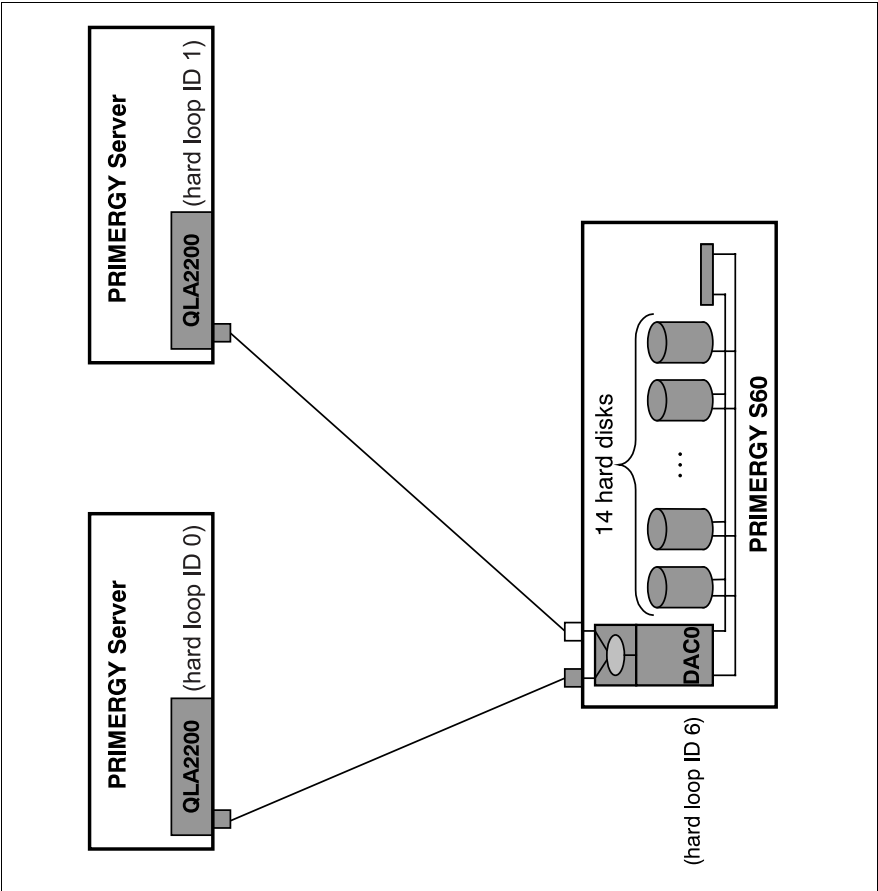 PRIMERGY Server
QLA2200
(hard loop ID 0)
PRIMERGY Server
QLA2200
(hard loop ID 1)
14 hard disks
...
DAC0
(hard loop ID 6)
PRIMERGY S60